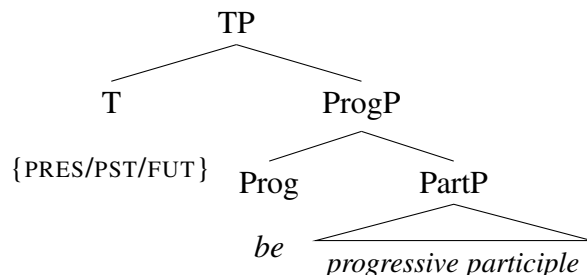 TP
T ProgP
{PRES/PST/FUT} Prog PartP
be progressive participle